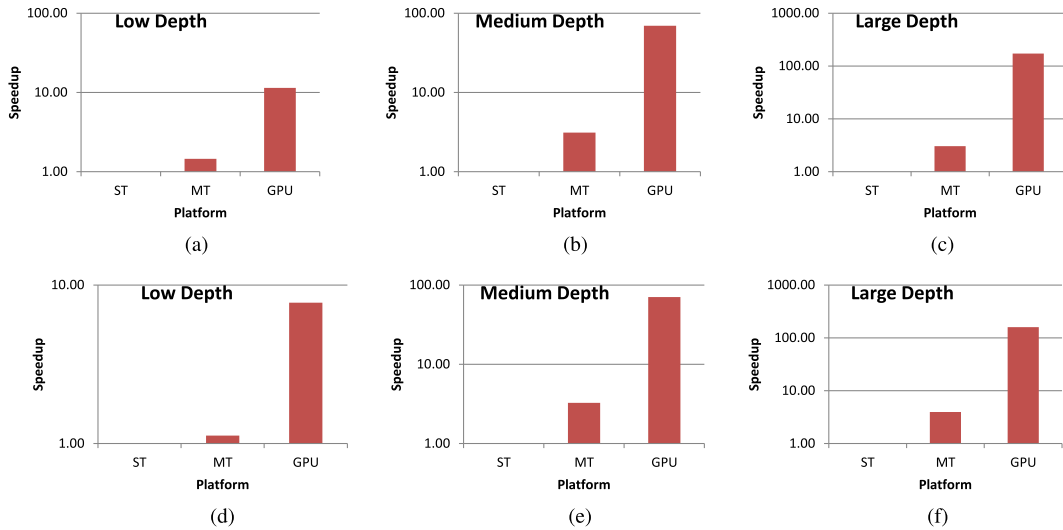 Low Depth
100.00
10.00
1.00
Speedup
ST MT GPU
Platform
(a)
Medium Depth
100.00
10.00
1.00
Speedup
ST MT GPU
Platform
(b)
Large Depth
1000.00
100.00
10.00
1.00
Speedup
ST MT GPU
Platform
(c)
Low Depth
10.00
1.00
Speedup
ST MT GPU
Platform
(d)
Medium Depth
100.00
10.00
1.00
Speedup
ST MT GPU
Platform
(e)
Large Depth
1000.00
100.00
10.00
1.00
Speedup
ST MT GPU
Platform
(f)